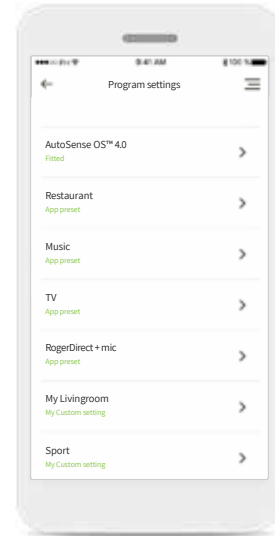 9:41 AM
100 %
Program settings
AutoSense OS™ 4.0
Fitted
Restaurant
App preset
Music
App preset
TV
App preset
RogerDirect + mic
App preset
My Livingroom
My Custom setting
Sport
My Custom setting